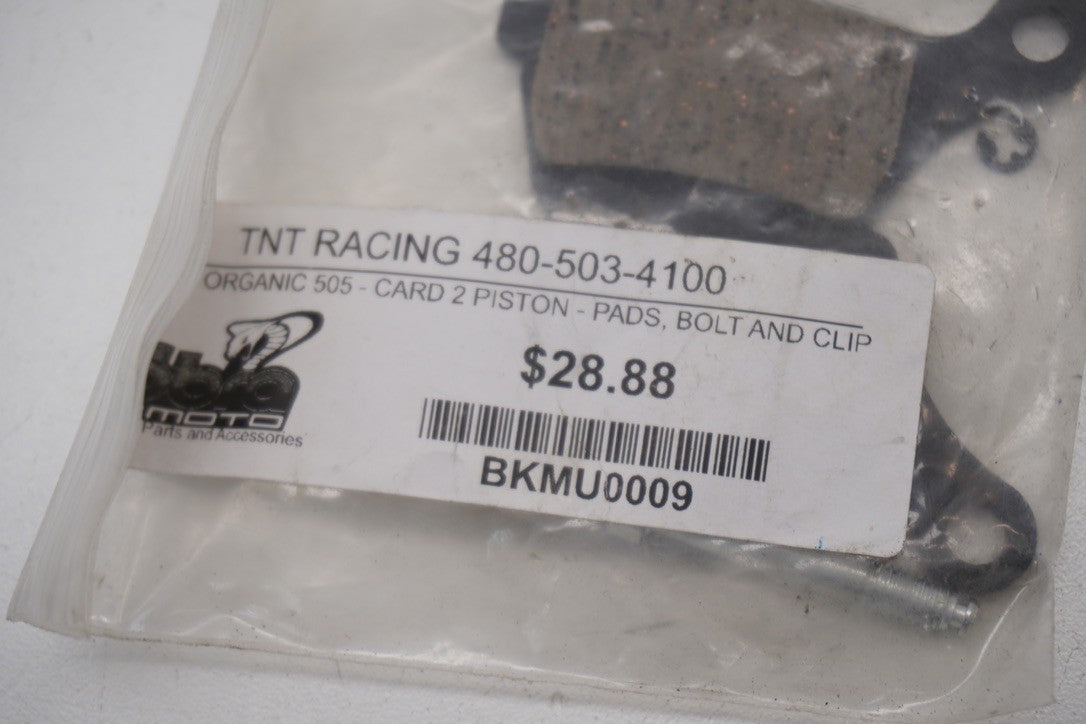 TNT RACING 480-503-4100
ORGANIC 505 - CARD 2 PISTON - PADS, BOLT AND CLIP
$28.88
MOTO
Parts and Accessories
BKMU0009